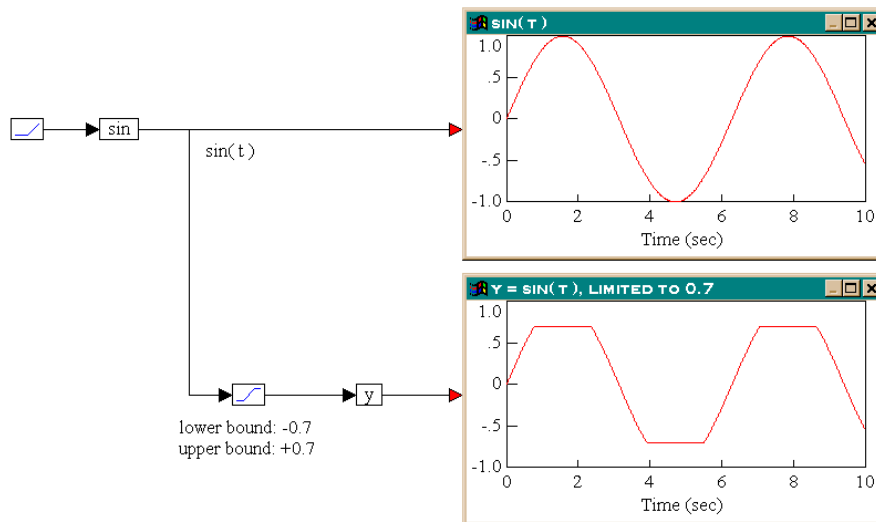 SIN(T)
1.0
.5
0
-.5
-1.0
0 2 4 6 8 10
Time (sec)
sin
sin(t)
Y = SIN(T), LIMITED TO 0.7
1.0
.5
0
-.5
-1.0
0 2 4 6 8 10
Time (sec)
y
lower bound: -0.7
upper bound: +0.7